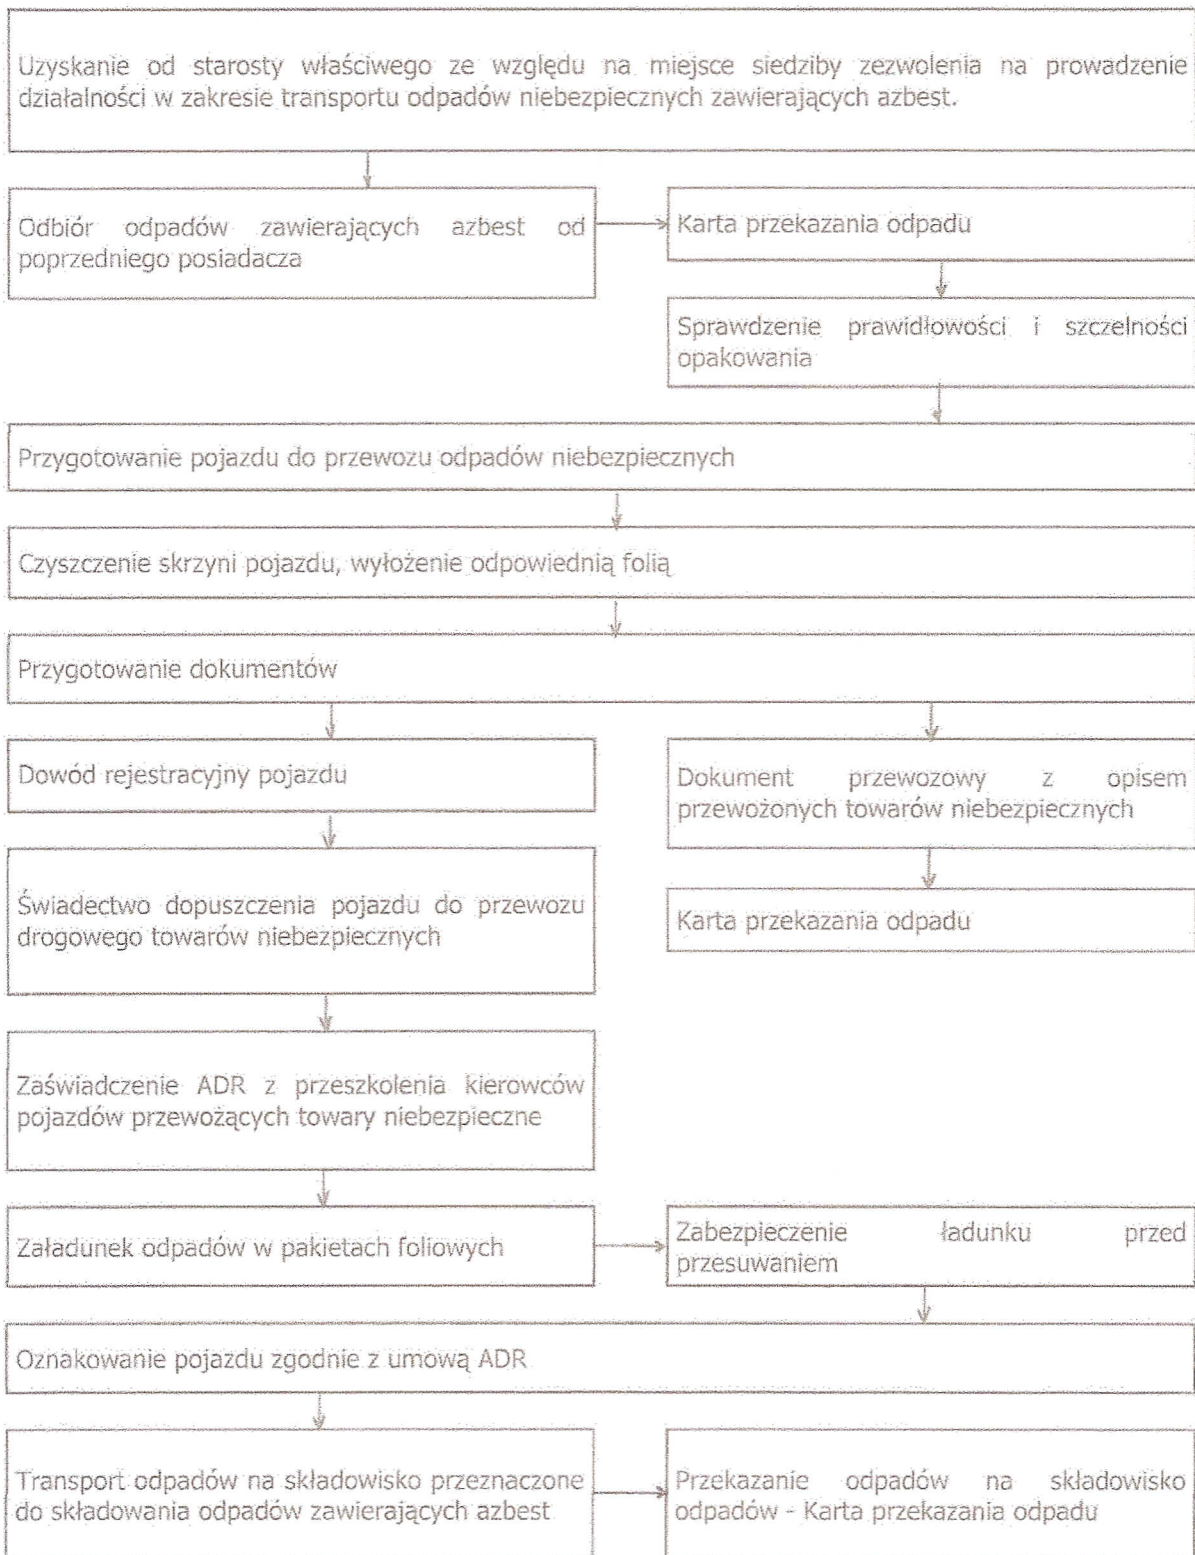 Uzyskanie od starosty właściwego ze względu na miejsce siedziby zezwolenia na prowadzenie
działalności w zakresie transportu odpadów niebezpiecznych zawierających azbest.
Odbiór odpadów zawierających azbest od
poprzedniego posiadacza
Karta przekazania odpadu
Sprawdzenie prawidłowości i szczelności
opakowania
Przygotowanie pojazdu do przewozu odpadów niebezpiecznych
Czyszczenie skrzyni pojazdu, wyłożenie odpowiednią folią
Przygotowanie dokumentów
Dowód rejestracyjny pojazdu
Świadectwo dopuszczenia pojazdu do przewozu
drogowego towarów niebezpiecznych
Zaświadczenie ADR z przeszkolenia kierowców
pojazdów przewożących towary niebezpieczne
Dokument przewozowy z opisem
przewożonych towarów niebezpiecznych
Karta przekazania odpadu
Załadunek odpadów w pakietach foliowych
Zabezpieczenie ładunku przed
przesuwaniem
Oznakowanie pojazdu zgodnie z umową ADR
Transport odpadów na składowisko przeznaczone
do składowania odpadów zawierających azbest
Przekazanie odpadów na składowisko
odpadów - Karta przekazania odpadu